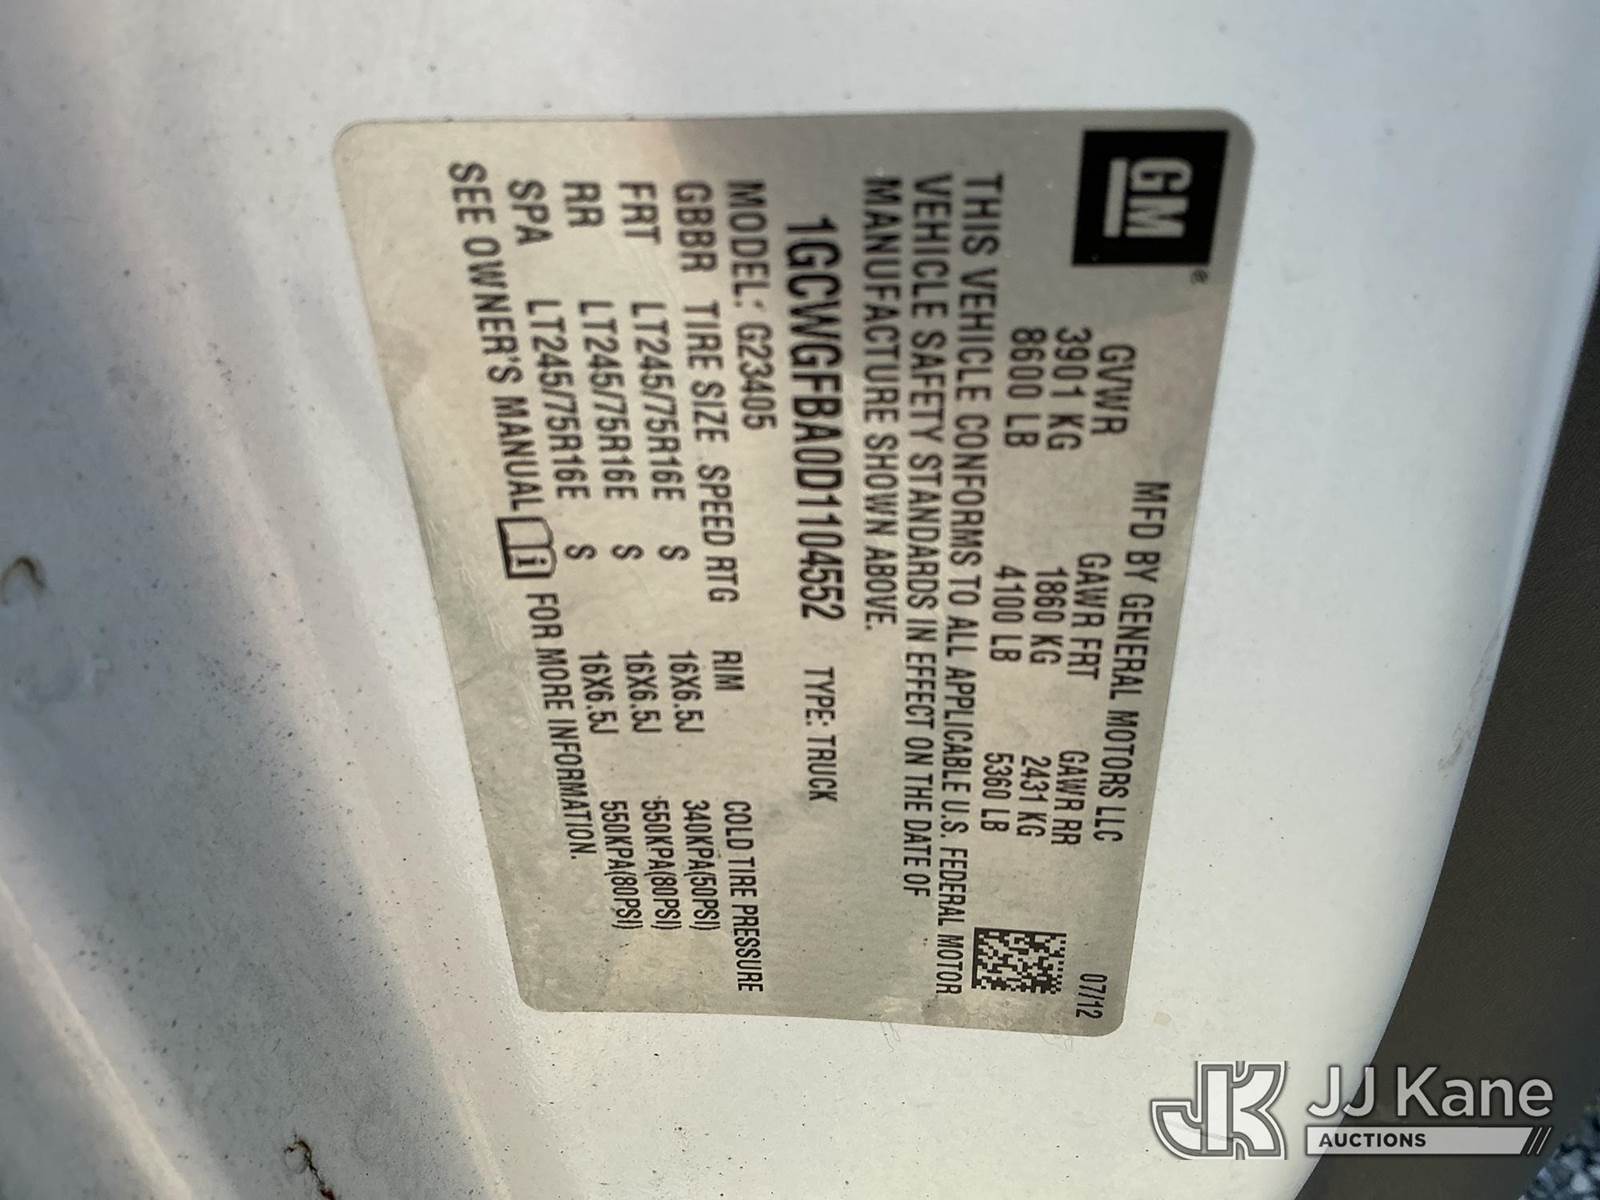 GM®
MFD BY GENERAL MOTORS LLC 07/12
GVWR GAWR FRT GAWR RR
3901 KG 1860 KG 2431 KG
8600 LB 4100 LB 5360 LB
THIS VEHICLE CONFORMS TO ALL APPLICABLE U.S. FEDERAL MOTOR
VEHICLE SAFETY STANDARDS IN EFFECT ON THE DATE OF
MANUFACTURE SHOWN ABOVE.
1GCWGFBA0D1104552 TYPE: TRUCK
MODEL: G23405
GBBR TIRE SIZE SPEED RTG RIM COLD TIRE PRESSURE
FRT LT245/75R16E S 16X6.5J 340KPA(50PSI)
RR LT245/75R16E S 16X6.5J 550KPA(80PSI)
SPA LT245/75R16E S 16X6.5J 550KPA(80PSI)
SEE OWNER'S MANUAL i FOR MORE INFORMATION.
JK JJ Kane
AUCTIONS